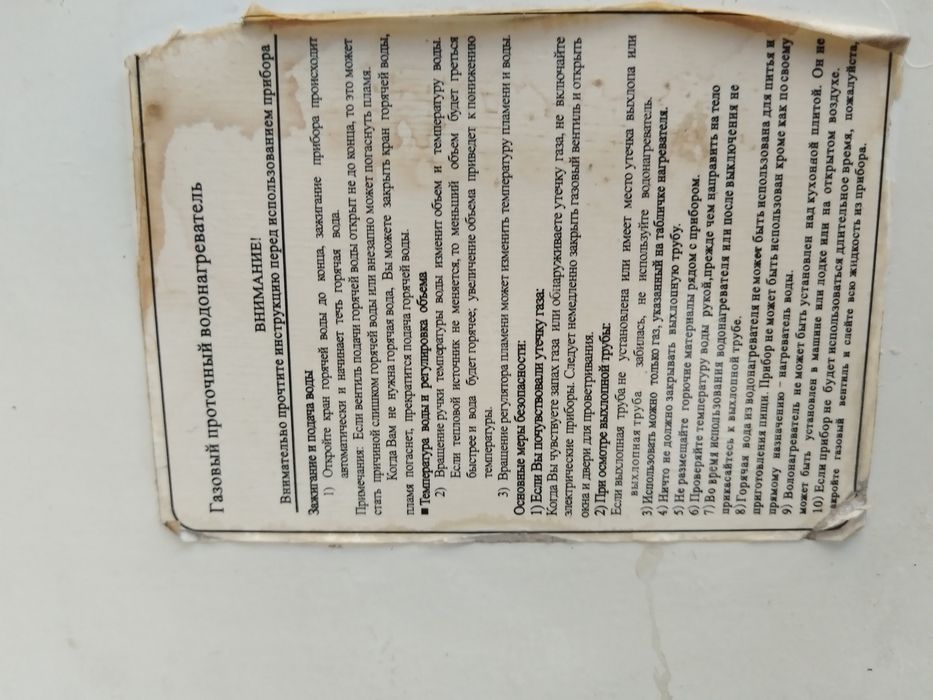 Газовый проточный водонагреватель
ВНИМАНИЕ!
Внимательно прочтите инструкцию перед использованием прибора
Зажигание и подача воды
1) Откройте кран горячей воды до конца, зажигание прибора происходит
автоматически и начинает течь горячая вода.
Примечания: Если вентиль подачи горячей воды открыт не до конца, то это может
стать причиной слишком горячей воды или внезапно может погаснуть пламя.
Когда Вам не нужна горячая вода, Вы можете закрыть кран горячей воды,
пламя погаснет, прекратится подача горячей воды.
■ Температура воды и регулировка объема
2) Вращение ручки температуры воды изменит объем и температуру воды.
Если тепловой источник не меняется, то меньший объем будет греться
быстрее и вода будет горячее; увеличение объема приведет к понижению
температуры.
3) Вращение регулятора пламени может изменить температуру пламени и воды.
Основные меры безопасности:
1) Если Вы почувствовали утечку газа:
Когда Вы чувствуете запах газа или обнаруживаете утечку газа, не включайте
электрические приборы. Следует немедленно закрыть газовый вентиль и открыть
окна и двери для проветривания.
2) При осмотре выхлопной трубы:
Если выхлопная труба не установлена или имеет место утечка выхлопа или
выхлопная труба забилась, не используйте водонагреватель.
3) Использовать можно только газ, указанный на табличке нагревателя.
4) Ничто не должно закрывать выхлопную трубу.
5) Не размещайте горючие материалы рядом с прибором.
6) Проверяйте температуру воды рукой, прежде чем направить на тело
7) Во время использования водонагревателя или после выключения не
прикасайтесь к выхлопной трубе.
8) Горячая вода из водонагревателя не может быть использована для питья и
приготовления пищи. Прибор не может быть использован кроме как по своему
прямому назначению – нагреватель воды.
9) Водонагреватель не может быть установлен над кухонной плитой. Он не
может быть установлен в машине или лодке или на открытом воздухе.
10) Если прибор не будет использоваться длительное время, пожалуйста,
закройте газовый вентиль и слейте всю жидкость из прибора.